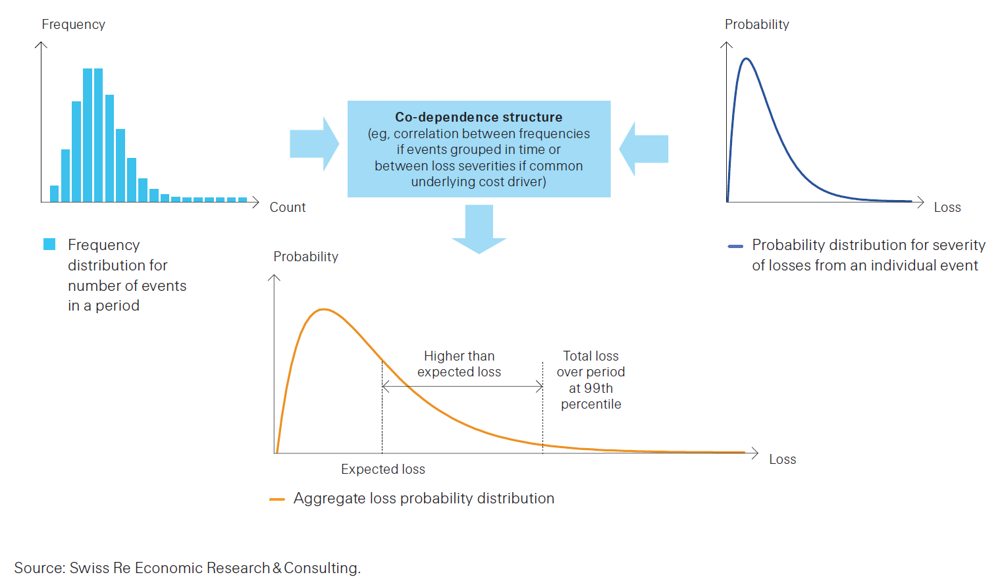 Frequency
Count
Frequency
distribution for
number of events
in a period
Co-dependence structure
(eg, correlation between frequencies
if events grouped in time or
between loss severities if common
underlying cost driver)
Probability
Loss
Probability distribution for severity
of losses from an individual event
Probability
Higher than
expected loss
Total loss
over period
at 99th
percentile
Loss
Expected loss
Aggregate loss probability distribution
Source: Swiss Re Economic Research & Consulting.